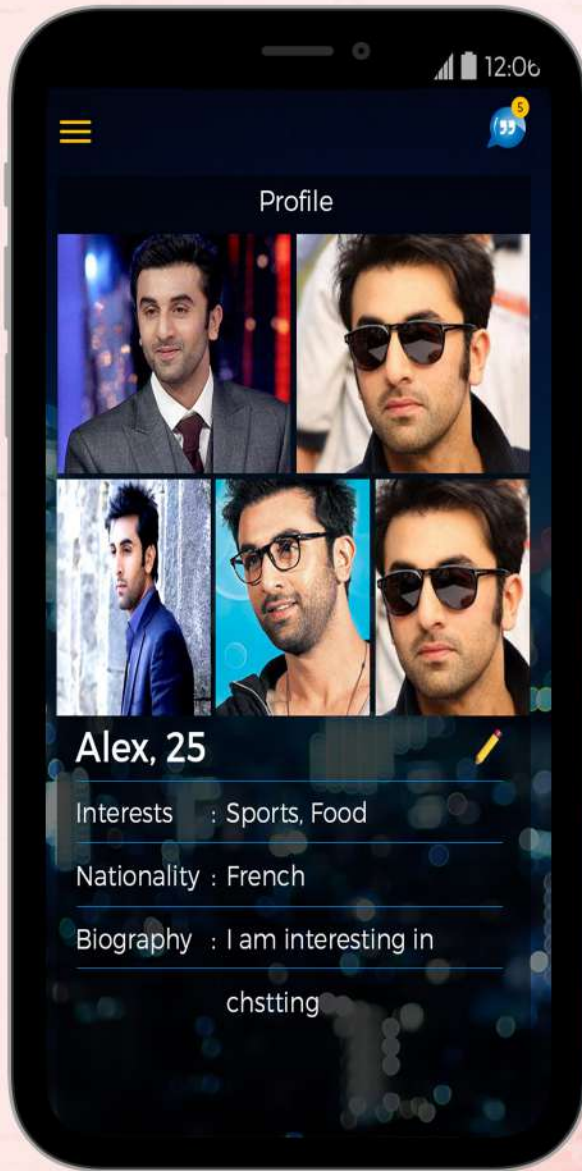 12:06
5
Profile
Alex, 25
Interests : Sports, Food
Nationality : French
Biography : I am interesting in
chstting